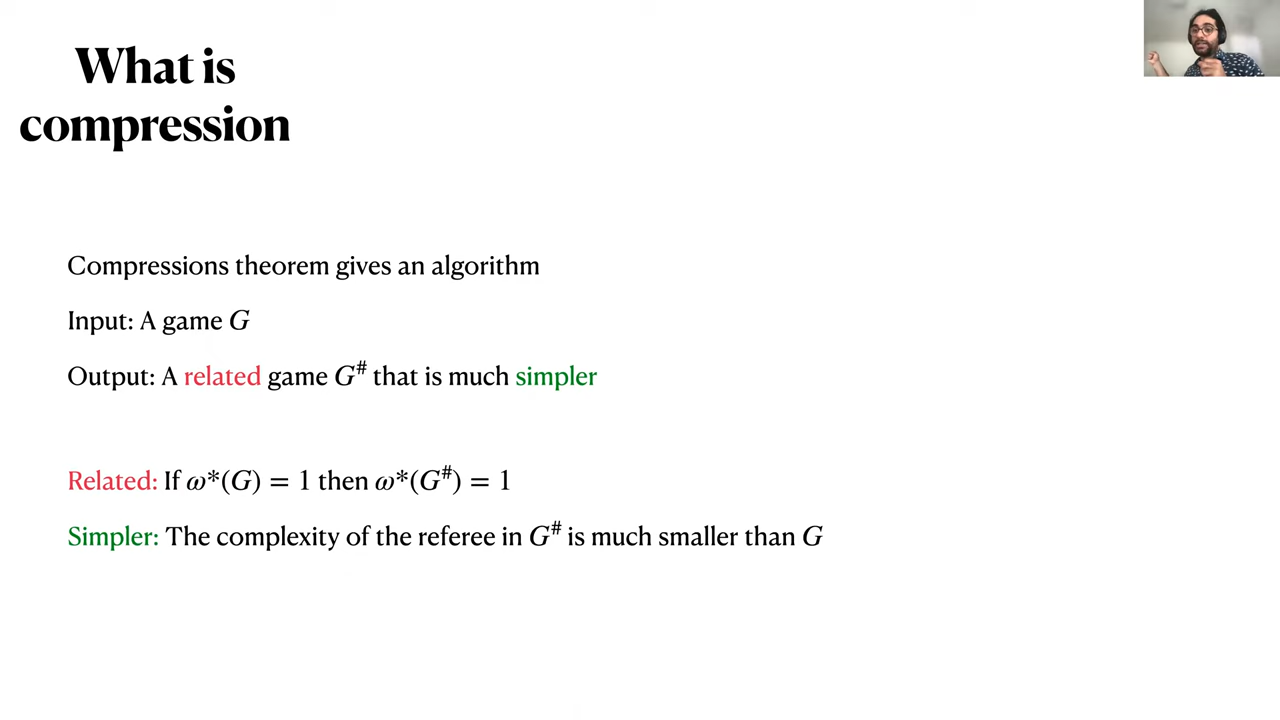 What is
compression
Compressions theorem gives an algorithm
Input: A game G
Output: A related game G# that is much simpler
Related: If ω*(G) = 1 then ω*(G#) = 1
Simpler: The complexity of the referee in G# is much smaller than G